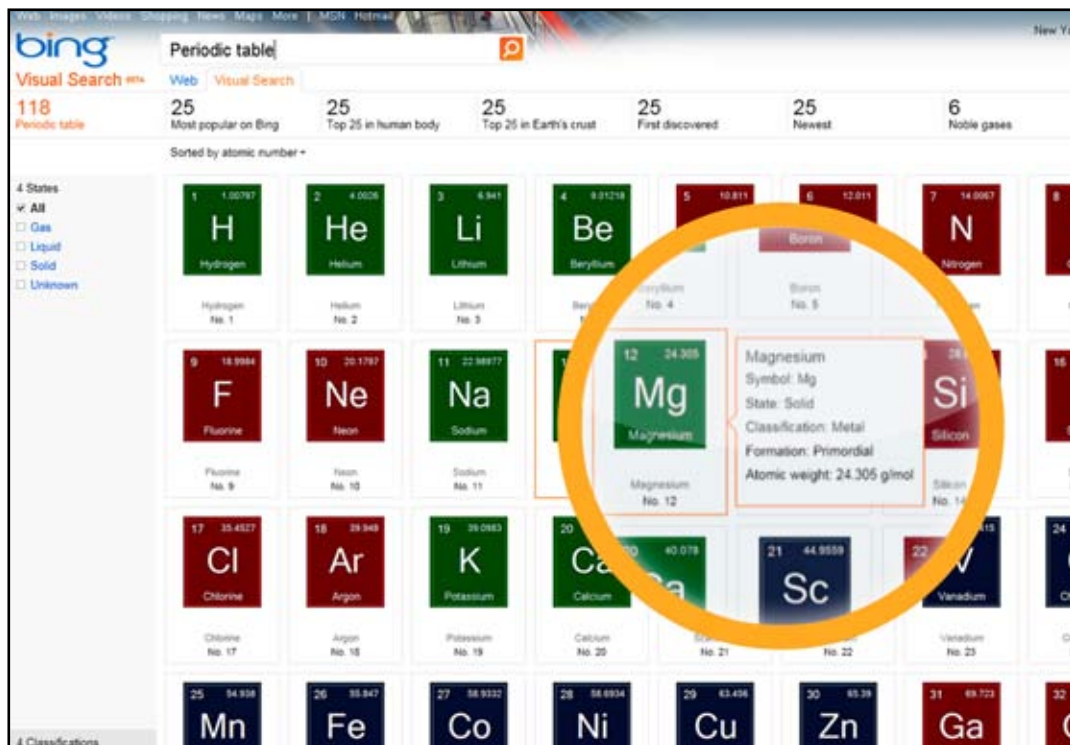 Web Images Videos Shopping News Maps More | MSN Hotmail
New Yo
bing
Periodic table
Visual Search BETA
Web Visual Search
118
Periodic table
25
Most popular on Bing
25
Top 25 in human body
25
Top 25 in Earth's crust
25
First discovered
25
Newest
6
Noble gases
Sorted by atomic number
4 States
All
Gas
Liquid
Solid
Unknown
1 1.00797
H
Hydrogen
Hydrogen
No. 1
2 4.0026
He
Helium
Helium
No. 2
3 6.941
Li
Lithium
Lithium
No. 3
4 9.01218
Be
Beryllium
5 10.811
6 12.011
7 14.0067
N
Nitrogen
8
Boron
Boron
No. 5
No. 4
9 18.9984
F
Fluorine
Fluorine
No. 9
10 20.1797
Ne
Neon
Neon
No. 10
11 22.98977
Na
Sodium
Sodium
No. 11
12 24.305
Mg
Magnesium
Magnesium
No. 12
Magnesium
Symbol: Mg
State: Solid
Classification: Metal
Formation: Primordial
Atomic weight: 24.305 g/mol
Si
Silicon
Silicon
No. 14
16
17 35.4527
Cl
Chlorine
Chlorine
No. 17
18 39.948
Ar
Argon
Argon
No. 18
19 39.0983
K
Potassium
Potassium
No. 19
20
Ca
Calcium
Calcium
No. 20
40.078
No. 21
21 44.9559
Sc
No. 22
22
V
Vanadium
Vanadium
No. 23
24
25 54.938
Mn
26 55.847
Fe
27 58.9332
Co
28 58.6934
Ni
29 63.456
Cu
30 65.39
Zn
31 69.723
Ga
32
4 Classifications